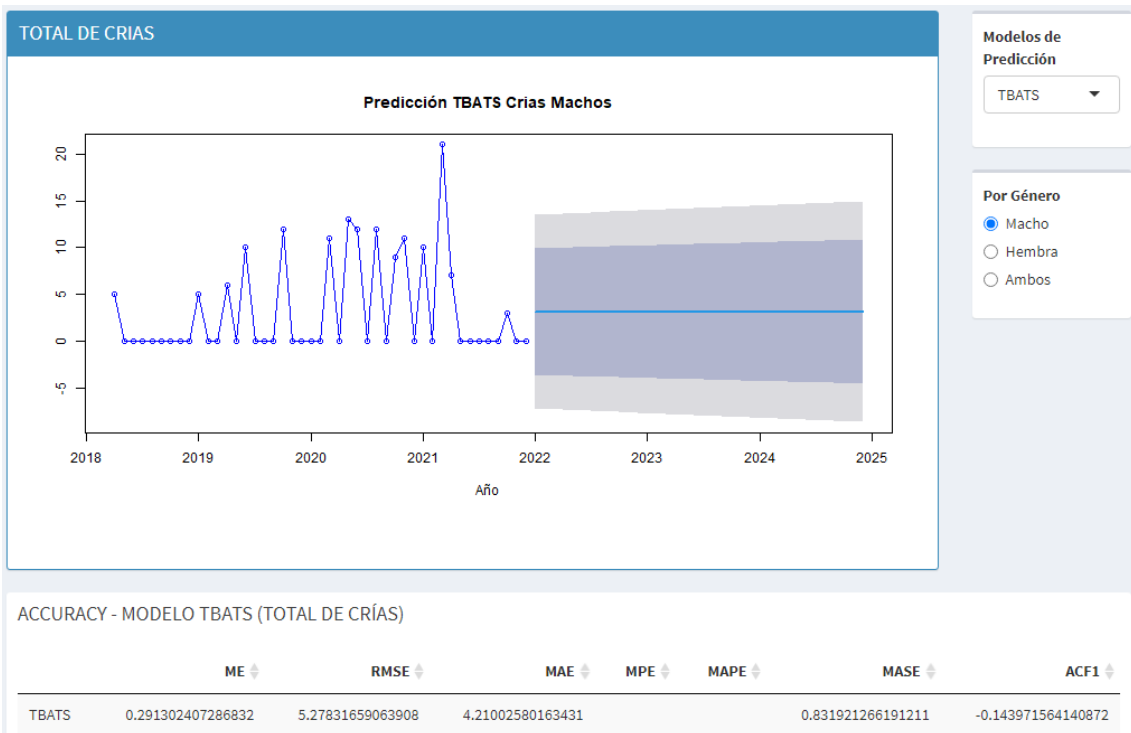 TOTAL DE CRIAS
Predicción TBATS Crias Machos
20
15
10
5
0
-5
2018 2019 2020 2021 2022 2023 2024 2025
Año
Modelos de
Predicción
TBATS
Por Género
Macho
Hembra
Ambos
ACCURACY - MODELO TBATS (TOTAL DE CRÍAS)
ME RMSE MAE MPE MAPE MASE ACF1
TBATS 0.291302407286832 5.27831659063908 4.21002580163431 0.831921266191211 -0.143971564140872